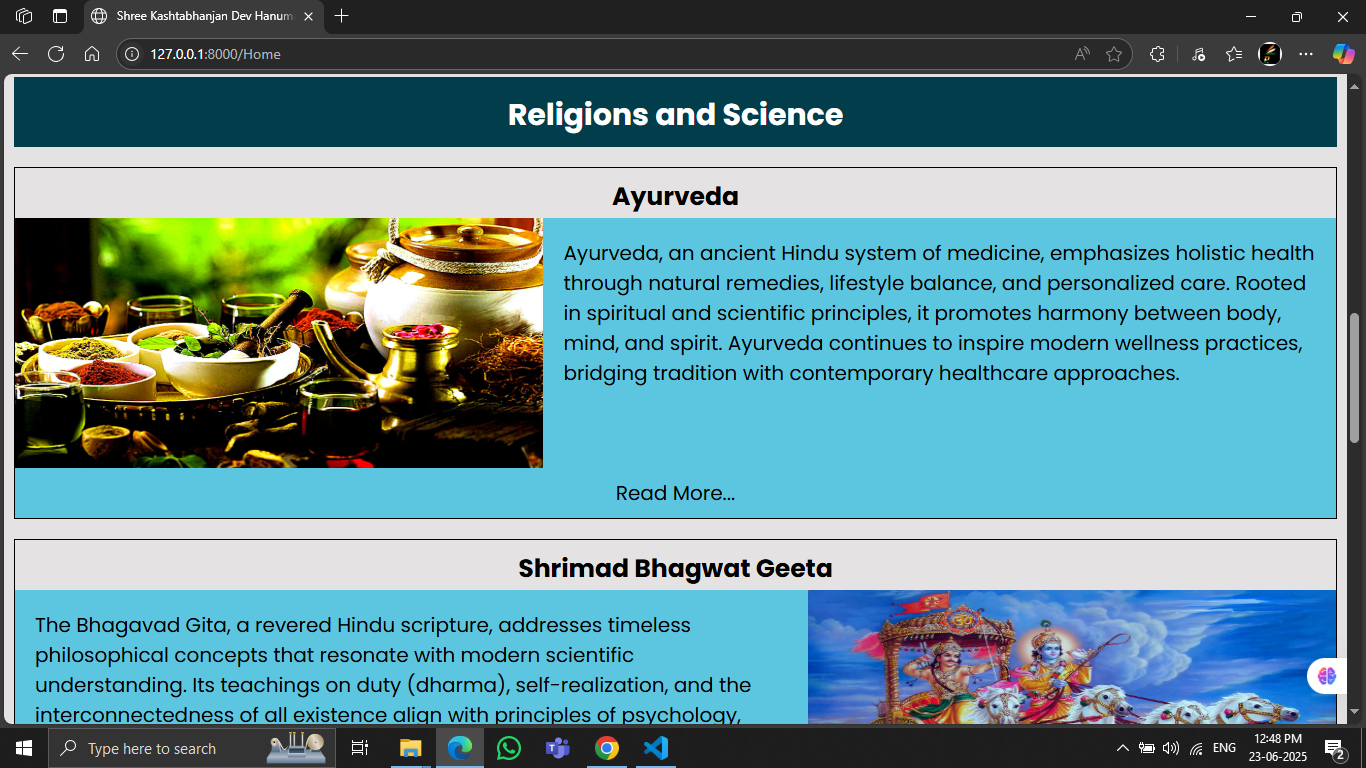 Shree Kashtabhanjan Dev Hanum
127.0.0.1:8000/Home
Religions and Science
Ayurveda
Ayurveda, an ancient Hindu system of medicine, emphasizes holistic health
through natural remedies, lifestyle balance, and personalized care. Rooted
in spiritual and scientific principles, it promotes harmony between body,
mind, and spirit. Ayurveda continues to inspire modern wellness practices,
bridging tradition with contemporary healthcare approaches.
Read More...
Shrimad Bhagwat Geeta
The Bhagavad Gita, a revered Hindu scripture, addresses timeless
philosophical concepts that resonate with modern scientific
understanding. Its teachings on duty (dharma), self-realization, and the
interconnectedness of all existence align with principles of psychology,
Type here to search
ENG
12:48 PM
23-06-2025
2